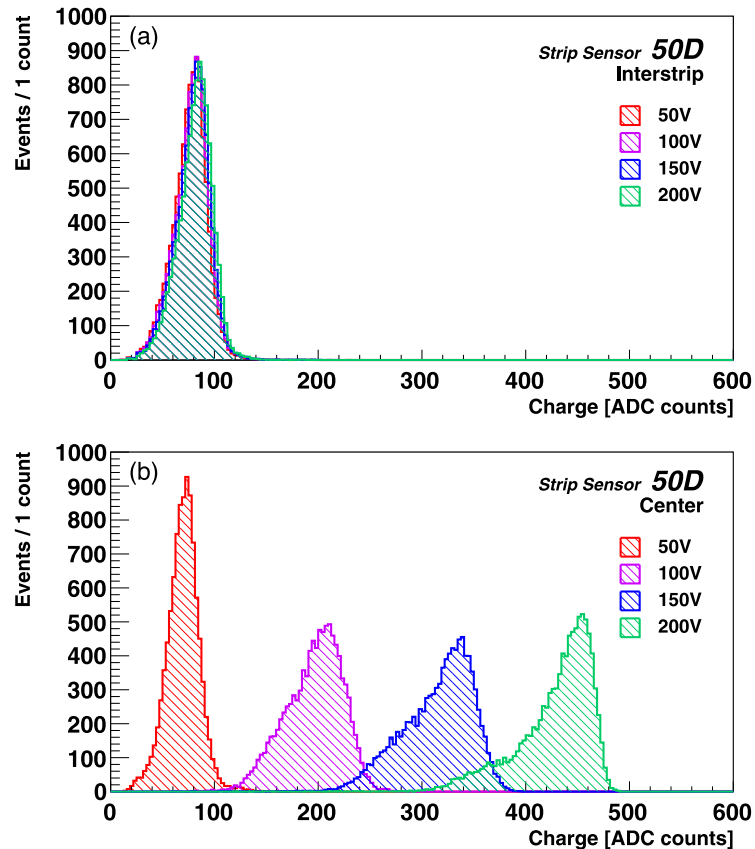 1000
900
800
700
600
500
400
300
200
100
0
Events / 1 count
(a)
Strip Sensor 50D
Interstrip
50V
100V
150V
200V
0 100 200 300 400 500 600
Charge [ADC counts]
1000
900
800
700
600
500
400
300
200
100
0
Events / 1 count
(b)
Strip Sensor 50D
Center
50V
100V
150V
200V
0 100 200 300 400 500 600
Charge [ADC counts]